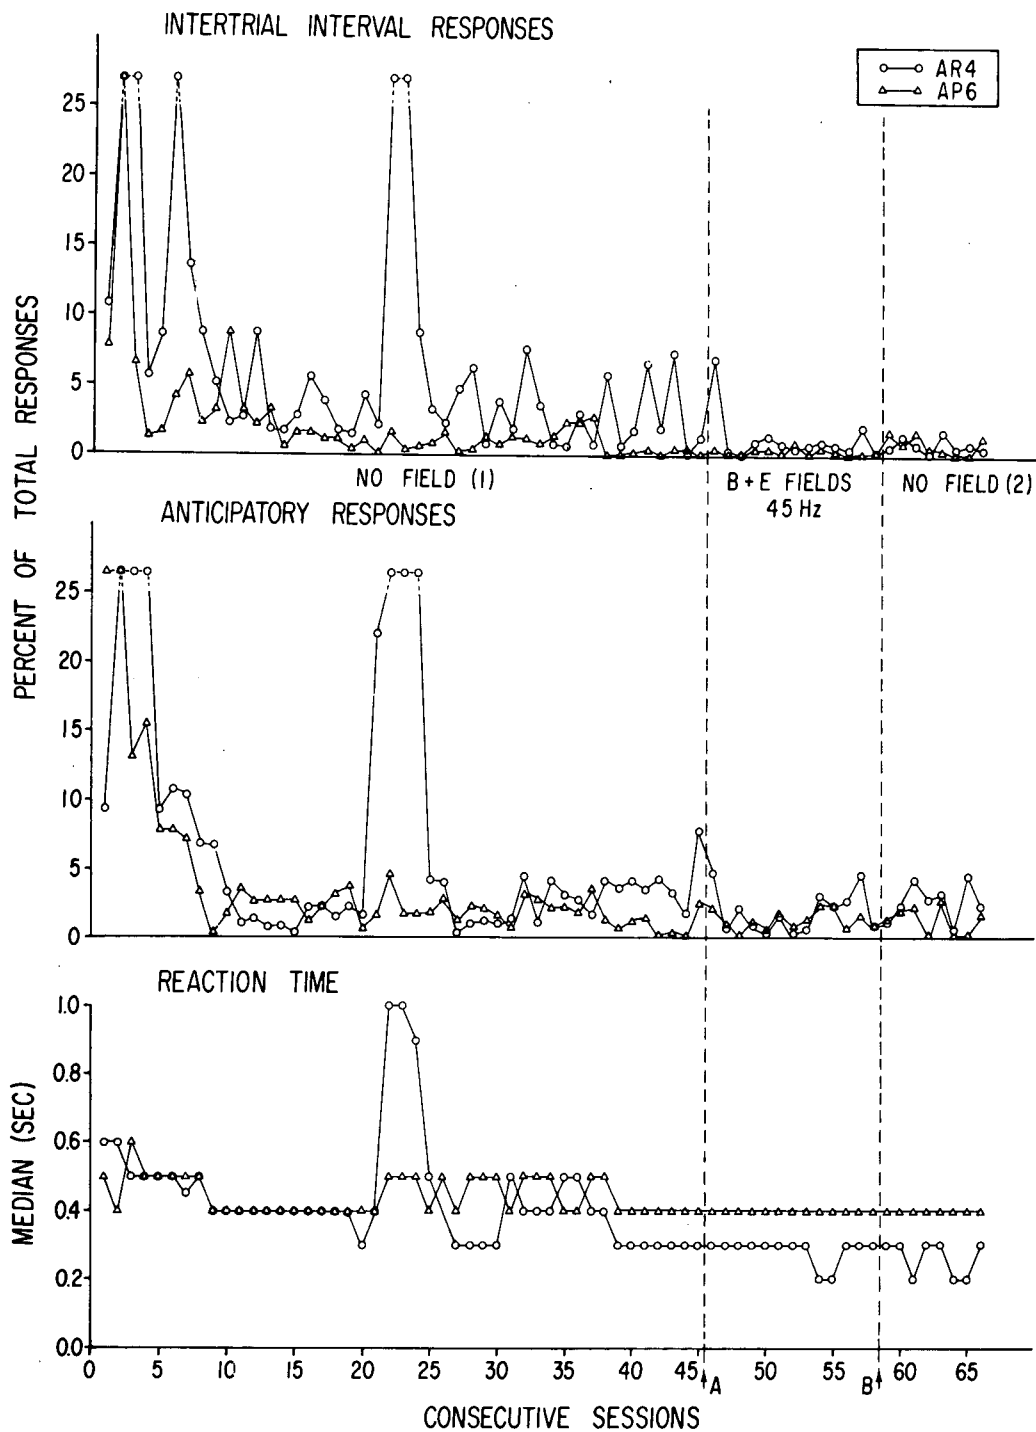 INTERTRIAL INTERVAL RESPONSES
AR4
AP6
25
20
15
10
5
0
NO FIELD (1)
B+E FIELDS
45 Hz
NO FIELD (2)
PERCENT OF TOTAL RESPONSES
ANTICIPATORY RESPONSES
25
20
15
10
5
0
REACTION TIME
MEDIAN (SEC)
1.0
0.8
0.6
0.4
0.2
0.0
0 5 10 15 20 25 30 35 40 45 50 55 60 65
A B
CONSECUTIVE SESSIONS